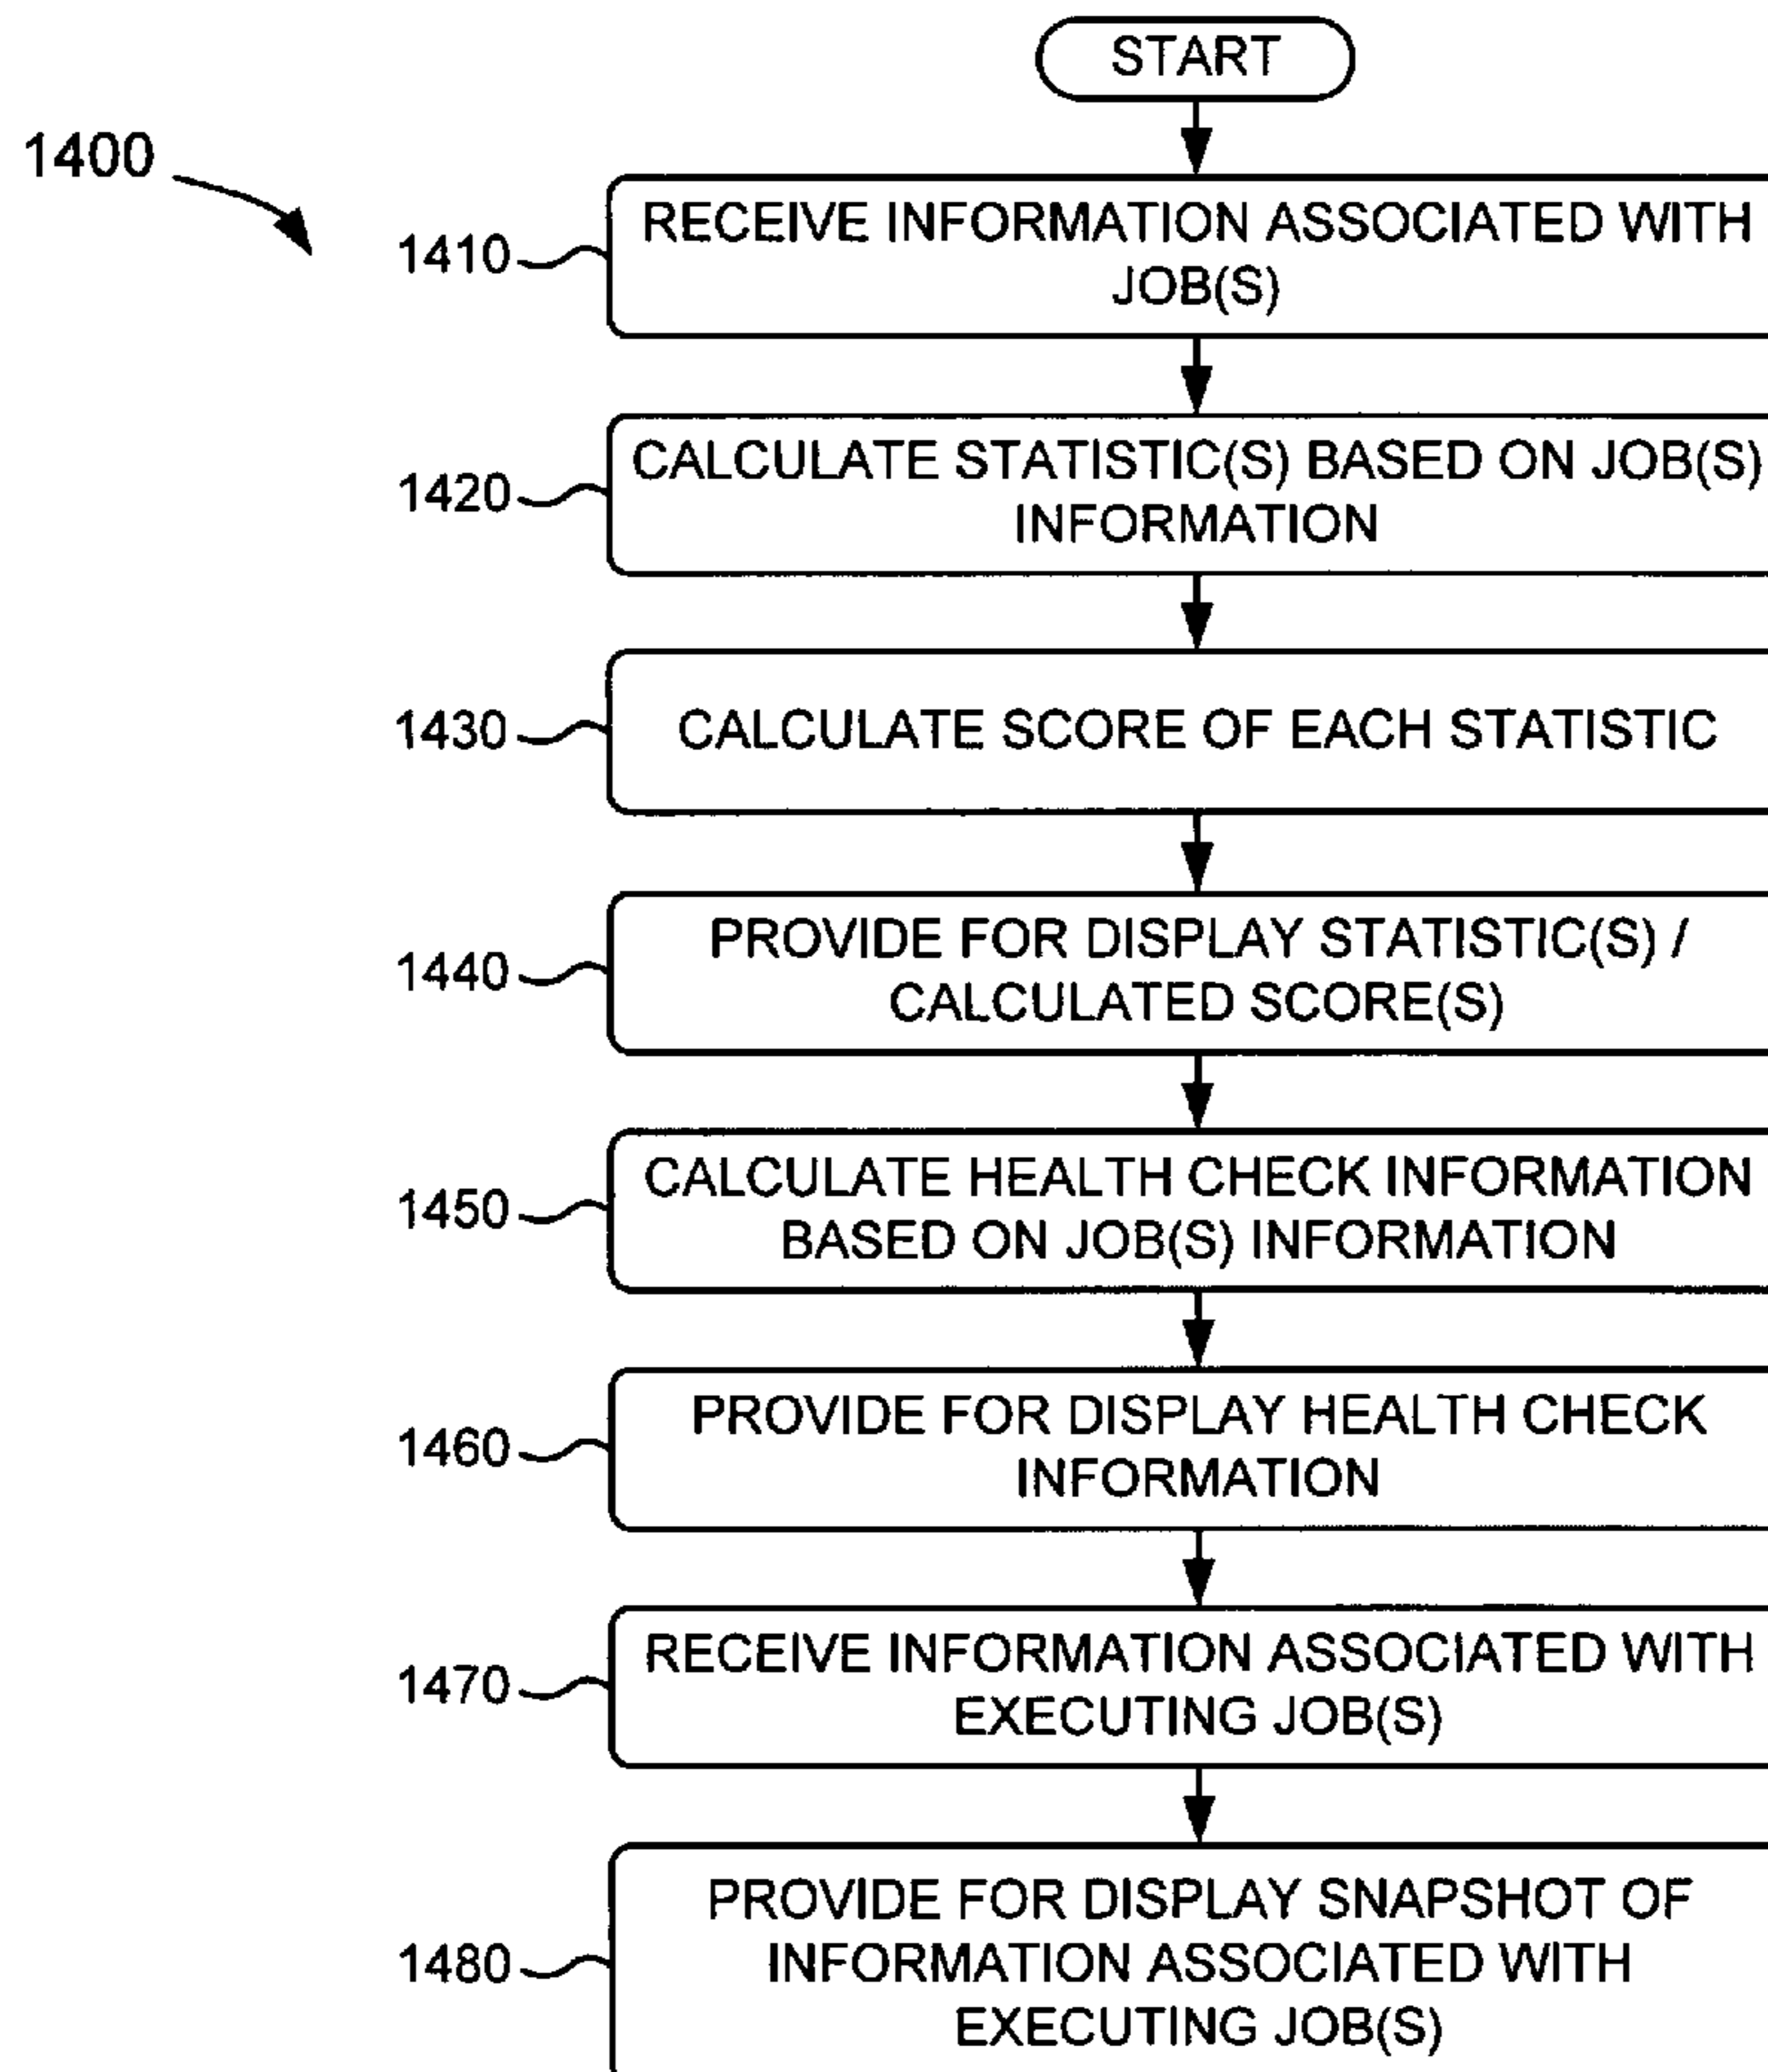 START
1400
1410
RECEIVE INFORMATION ASSOCIATED WITH
JOB(S)
1420
CALCULATE STATISTIC(S) BASED ON JOB(S)
INFORMATION
1430
CALCULATE SCORE OF EACH STATISTIC
1440
PROVIDE FOR DISPLAY STATISTIC(S) /
CALCULATED SCORE(S)
1450
CALCULATE HEALTH CHECK INFORMATION
BASED ON JOB(S) INFORMATION
1460
PROVIDE FOR DISPLAY HEALTH CHECK
INFORMATION
1470
RECEIVE INFORMATION ASSOCIATED WITH
EXECUTING JOB(S)
1480
PROVIDE FOR DISPLAY SNAPSHOT OF
INFORMATION ASSOCIATED WITH
EXECUTING JOB(S)